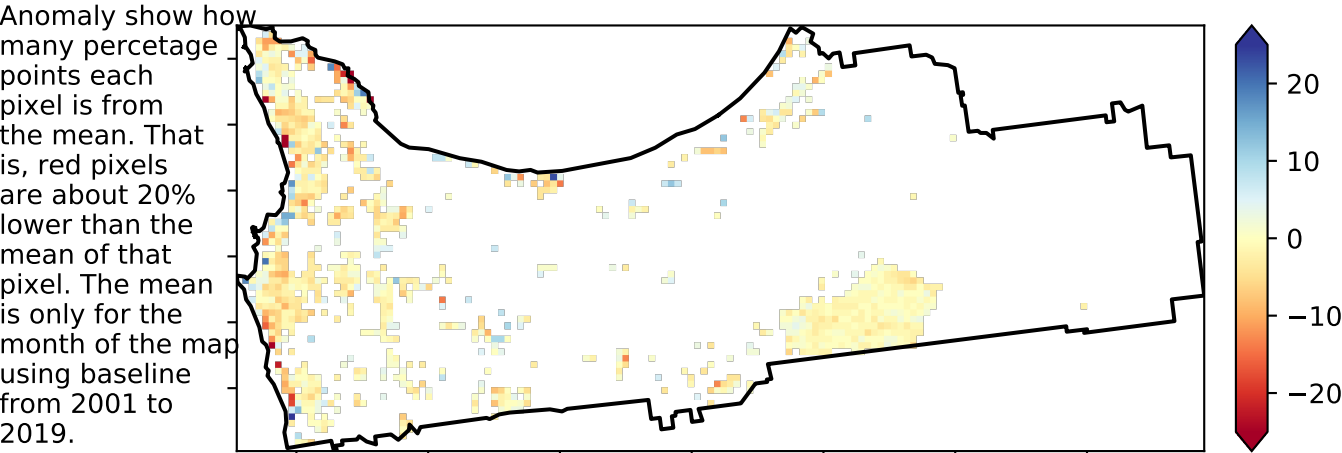 Anomaly show how
many percetage
points each
pixel is from
the mean. That
is, red pixels
are about 20%
lower than the
mean of that
pixel. The mean
is only for the
month of the map
using baseline
from 2001 to
2019.
20
10
0
−10
−20